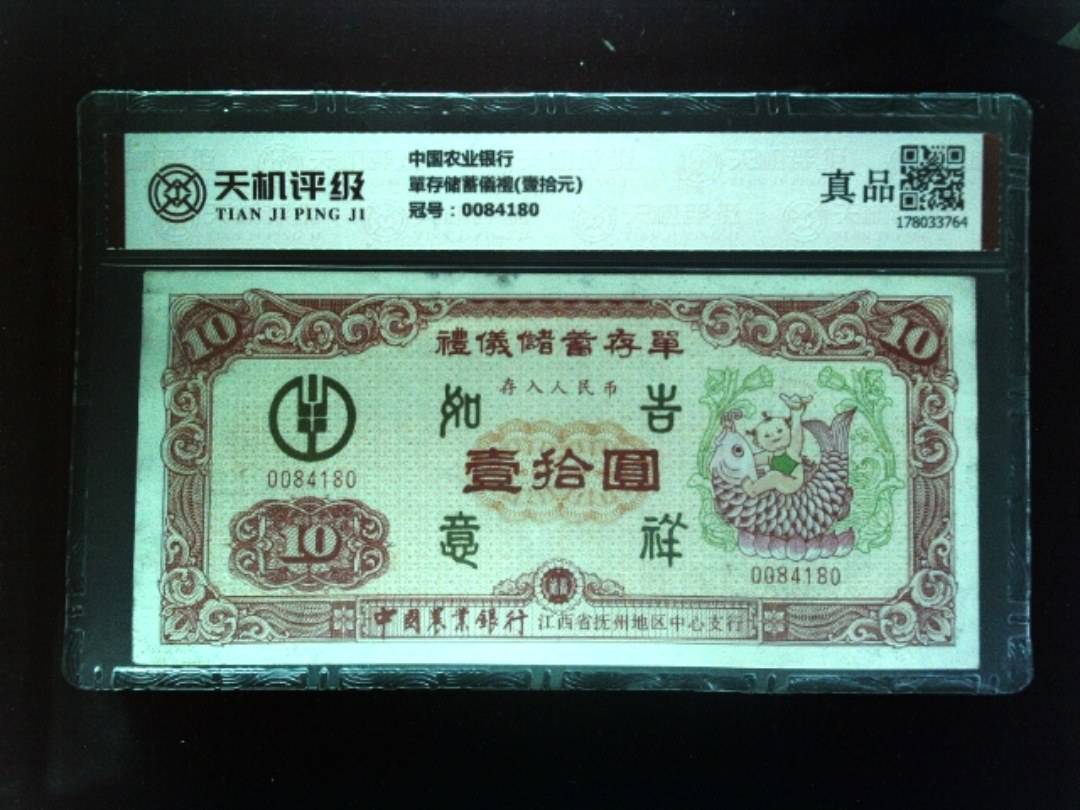 天机评级
TIAN JI PING JI
中国农业银行
單存储蓄儀禮(壹拾元)
冠号：0084180
真品
178033764
10
10
禮儀儲蓄存單
存入人民币
如
吉
0084180
壹拾圓
10
意
祥
0084180
中國農業銀行 江西省抚州地区中心支行